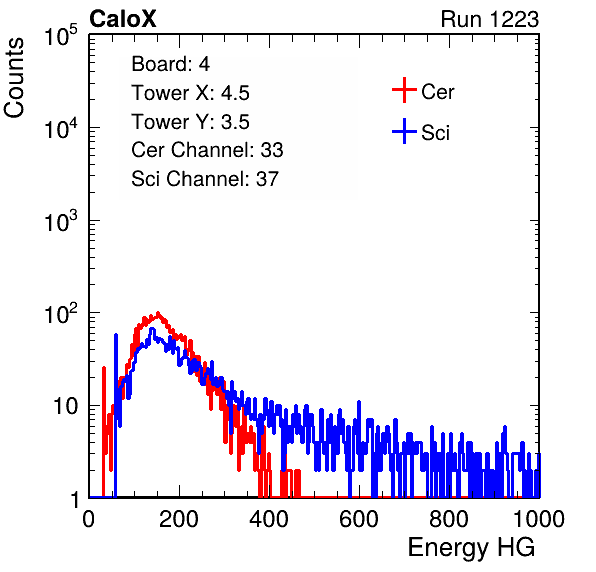 CaloX Run 1223
Counts
10^5
10^4
10^3
10^2
10
1
Board: 4
Tower X: 4.5
Tower Y: 3.5
Cer Channel: 33
Sci Channel: 37
Cer
Sci
0 200 400 600 800 1000
Energy HG